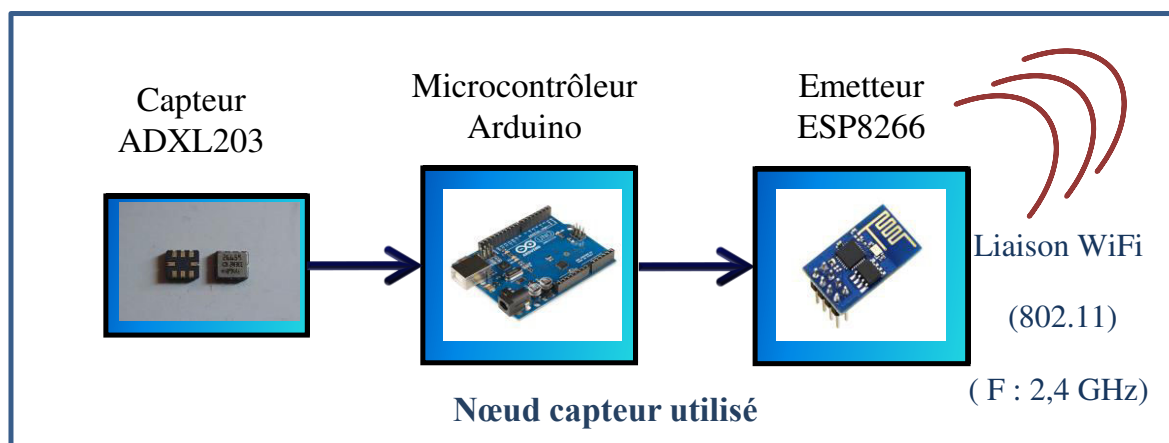 Capteur
ADXL203
Microcontrôleur
Arduino
Emetteur
ESP8266
Liaison WiFi
(802.11)
( F : 2,4 GHz)
Nœud capteur utilisé